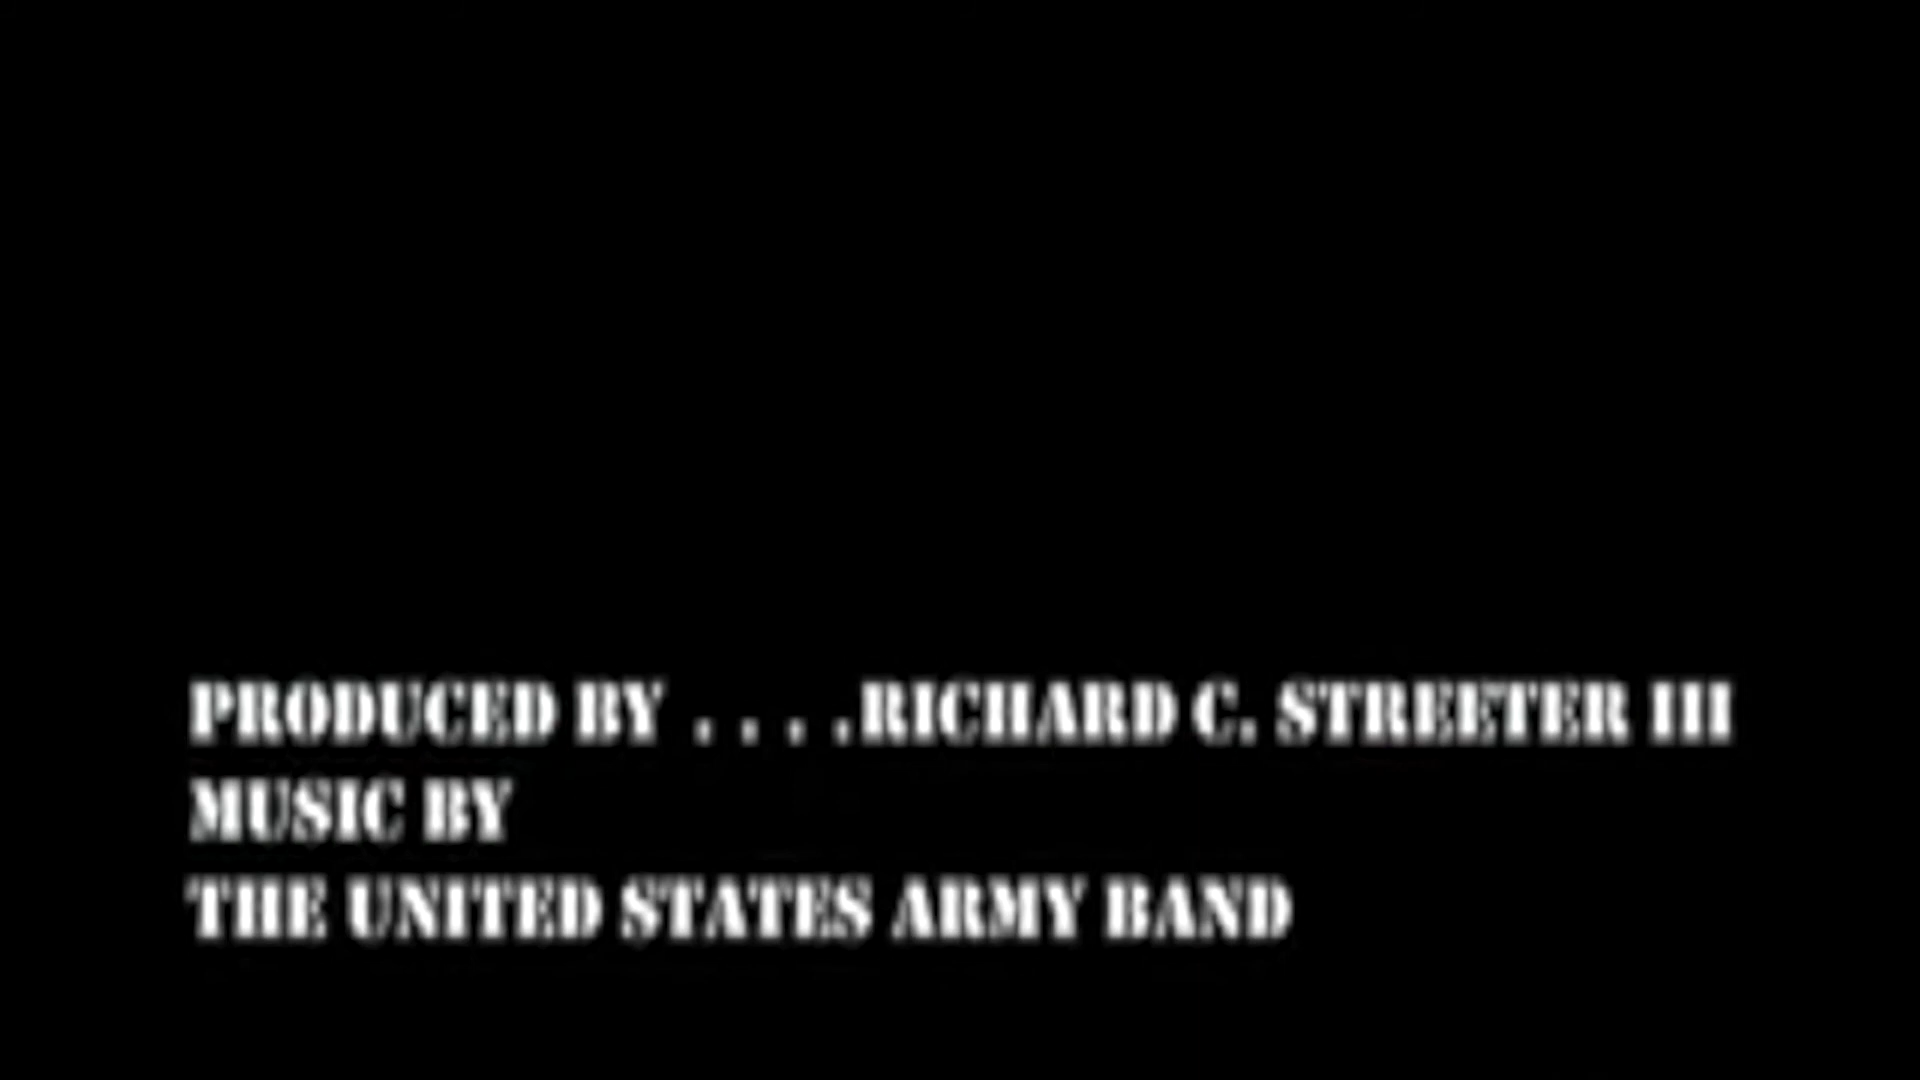 PRODUCED BY . . . .RICHARD C. STREETER III
MUSIC BY
THE UNITED STATES ARMY BAND